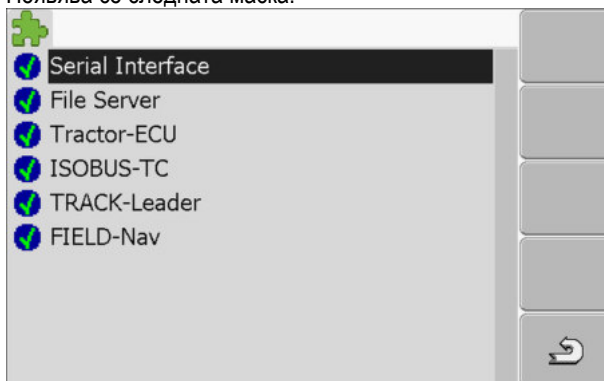 Появява се следната маска:
Serial Interface
File Server
Tractor-ECU
ISOBUS-TC
TRACK-Leader
FIELD-Nav